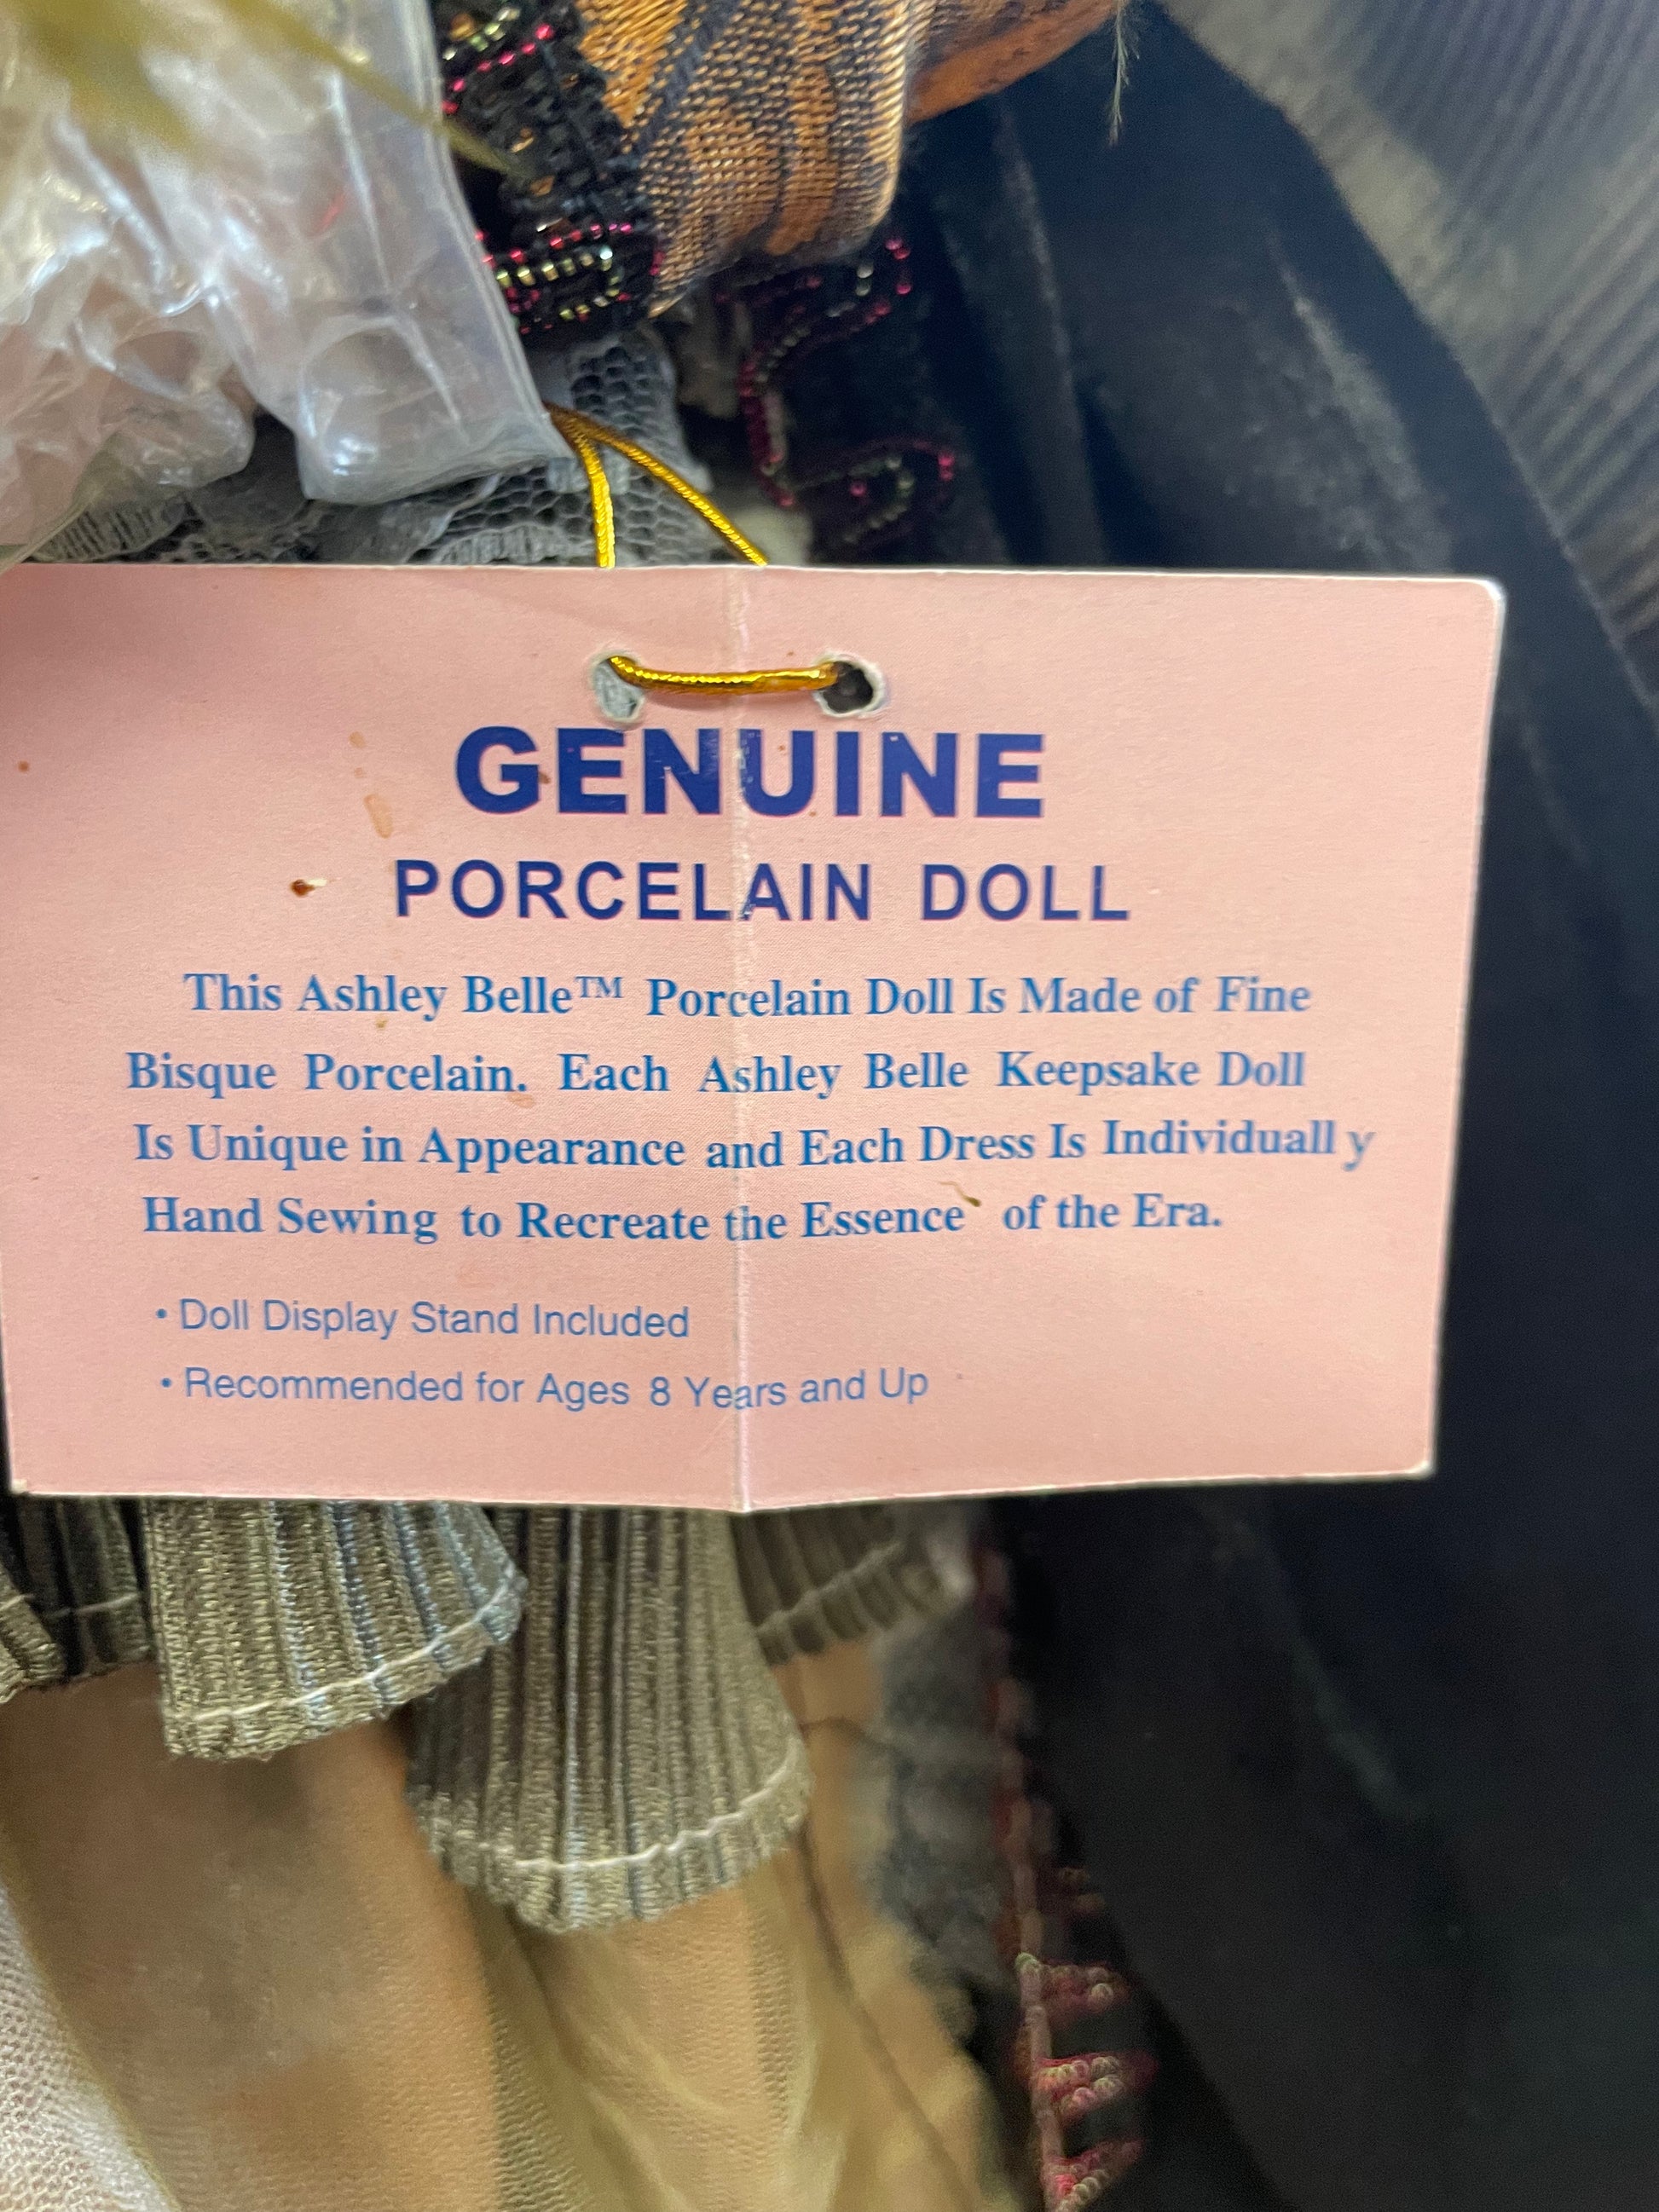 GENUINE
PORCELAIN DOLL
This Ashley Belle™ Porcelain Doll Is Made of Fine
Bisque Porcelain. Each Ashley Belle Keepsake Doll
Is Unique in Appearance and Each Dress Is Individually
Hand Sewing to Recreate the Essence of the Era.
• Doll Display Stand Included
• Recommended for Ages 8 Years and Up